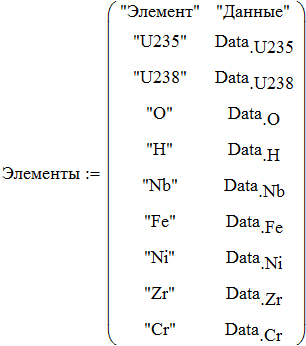 "Элемент" "Данные"
"U235" Data.U235
"U238" Data.U238
"O" Data.O
"H" Data.H
Элементы := "Nb" Data.Nb
"Fe" Data.Fe
"Ni" Data.Ni
"Zr" Data.Zr
"Cr" Data.Cr